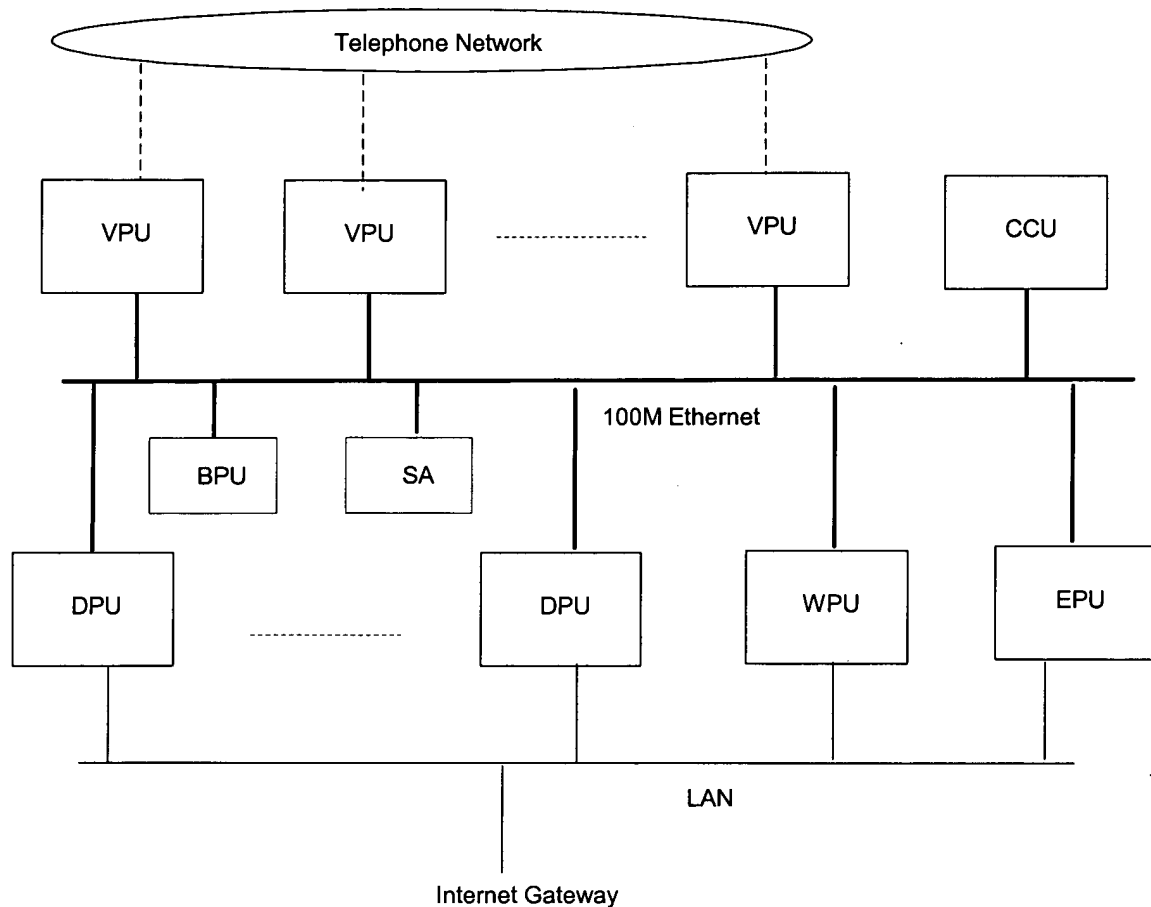 Telephone Network
VPU
VPU
VPU
CCU
100M Ethernet
BPU
SA
DPU
DPU
WPU
EPU
LAN
Internet Gateway